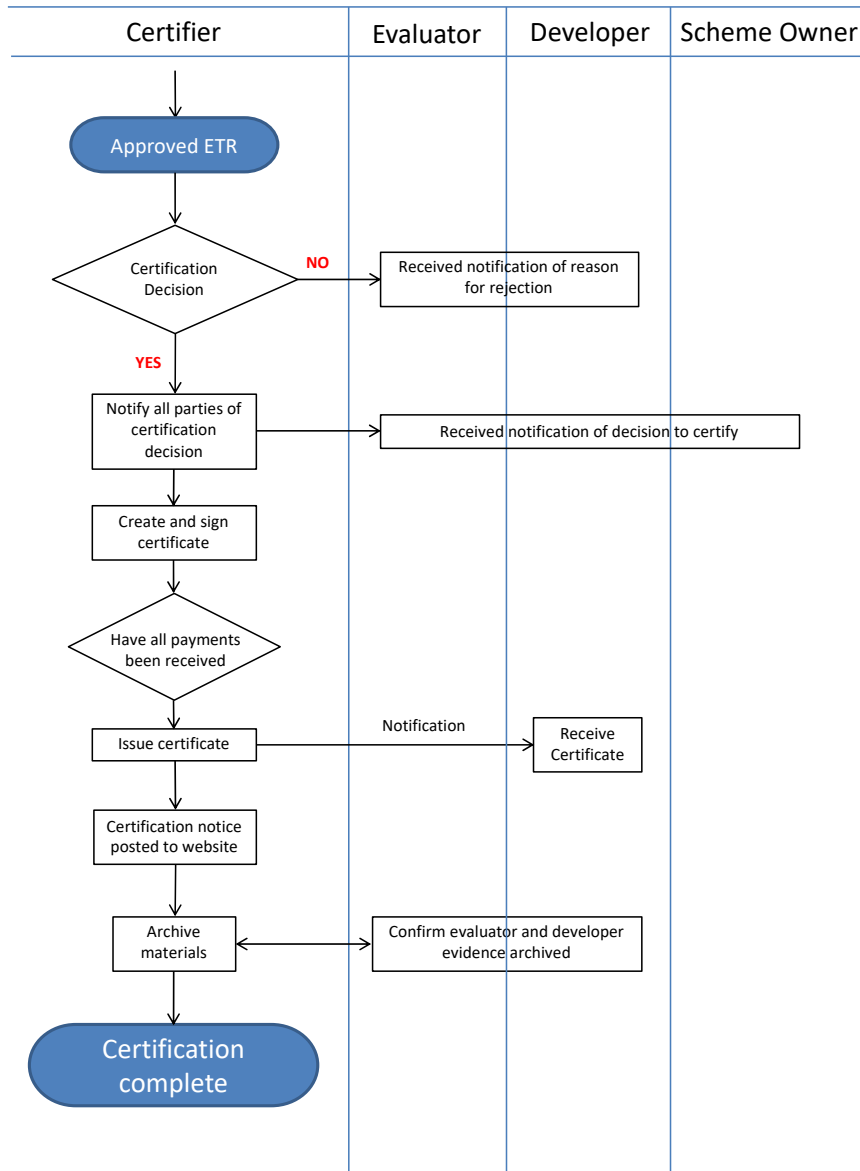 Certifier
Evaluator
Developer
Scheme Owner
Approved ETR
Certification
Decision
NO
Received notification of reason
for rejection
YES
Notify all parties of
certification
decision
Received notification of decision to certify
Create and sign
certificate
Have all payments
been received
Issue certificate
Notification
Receive
Certificate
Certification notice
posted to website
Archive
materials
Confirm evaluator and developer
evidence archived
Certification
complete